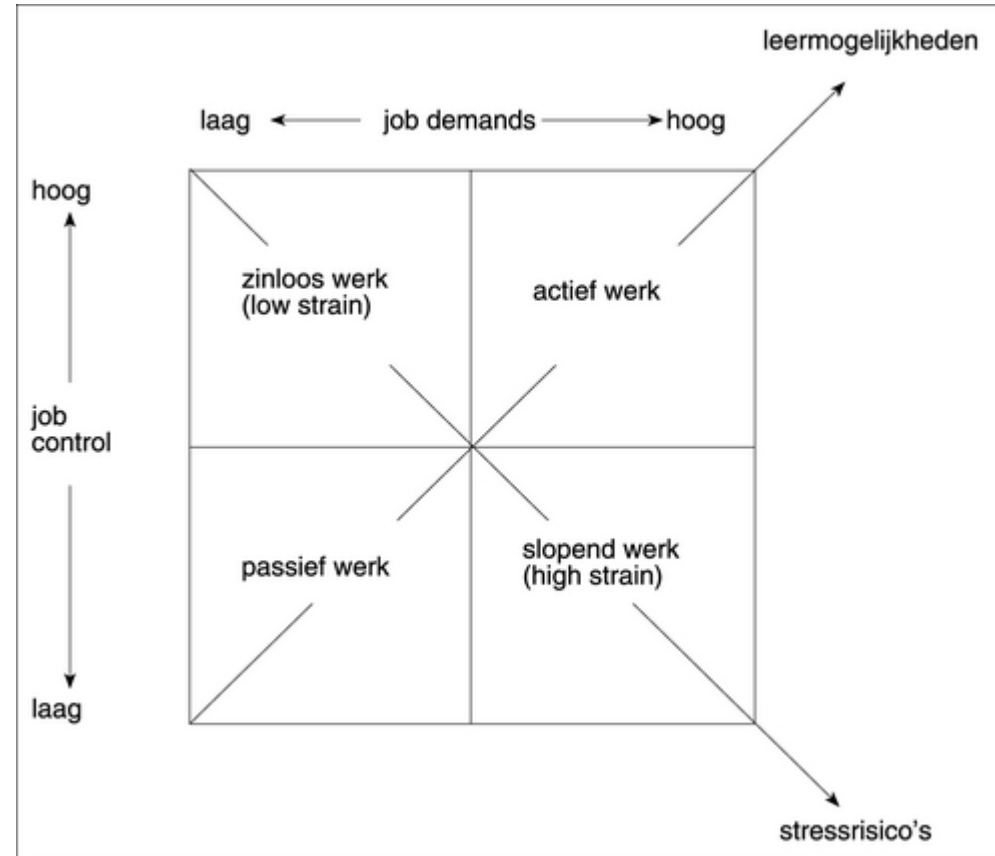 leermogelijkheden
laag job demands hoog
hoog
zinloos werk
(low strain)
actief werk
job
control
passief werk
slopend werk
(high strain)
laag
stressrisico's